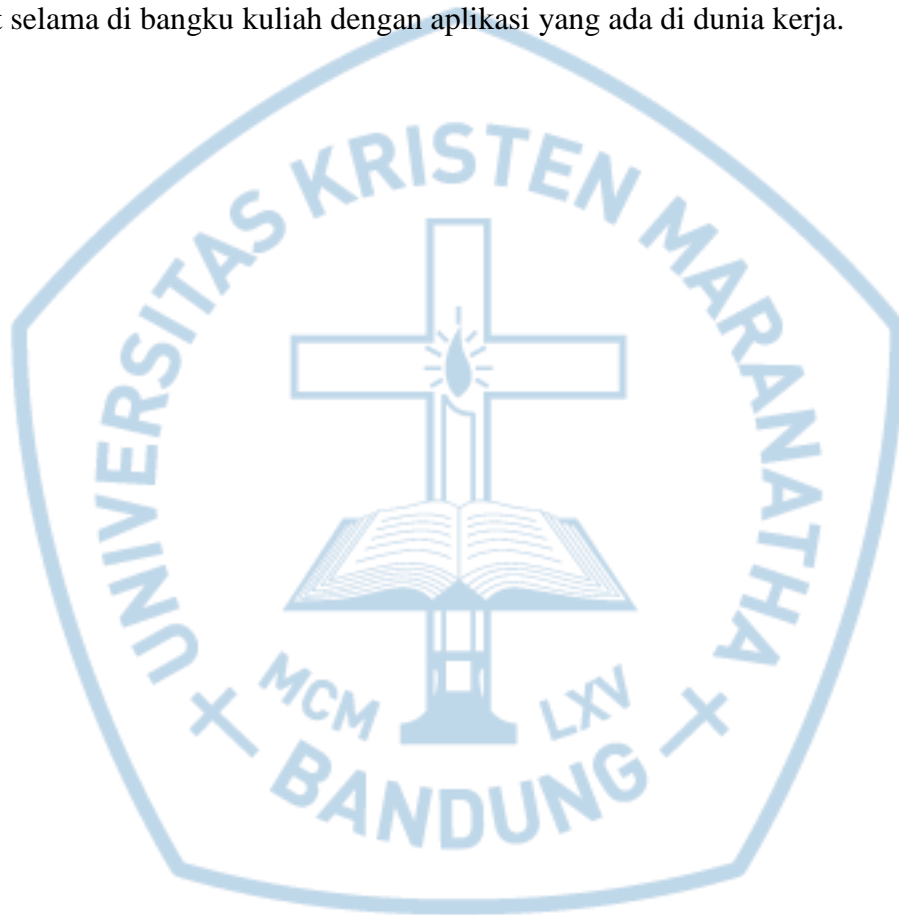 selama di bangku kuliah dengan aplikasi yang ada di dunia kerja.
UNIVERSITAS KRISTEN MARANATHA
MCM LXV
BANDUNG